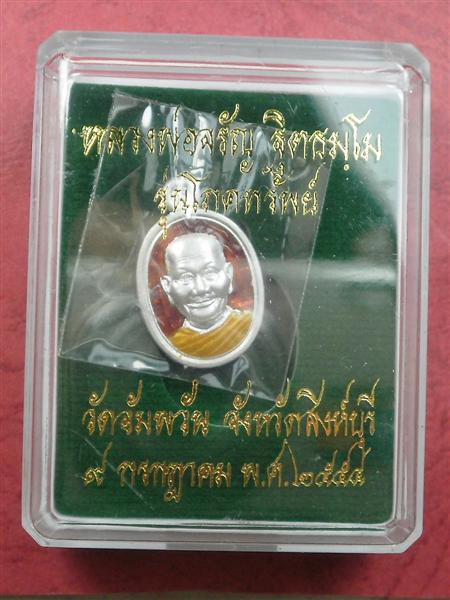 หลวงพ่อจรัญ ฐิตธมฺโม
รุ่นโภคทรัพย์
วัดอัมพวัน จังหวัดสิงห์บุรี
๙ กรกฎาคม พ.ศ.๒๕๕๔